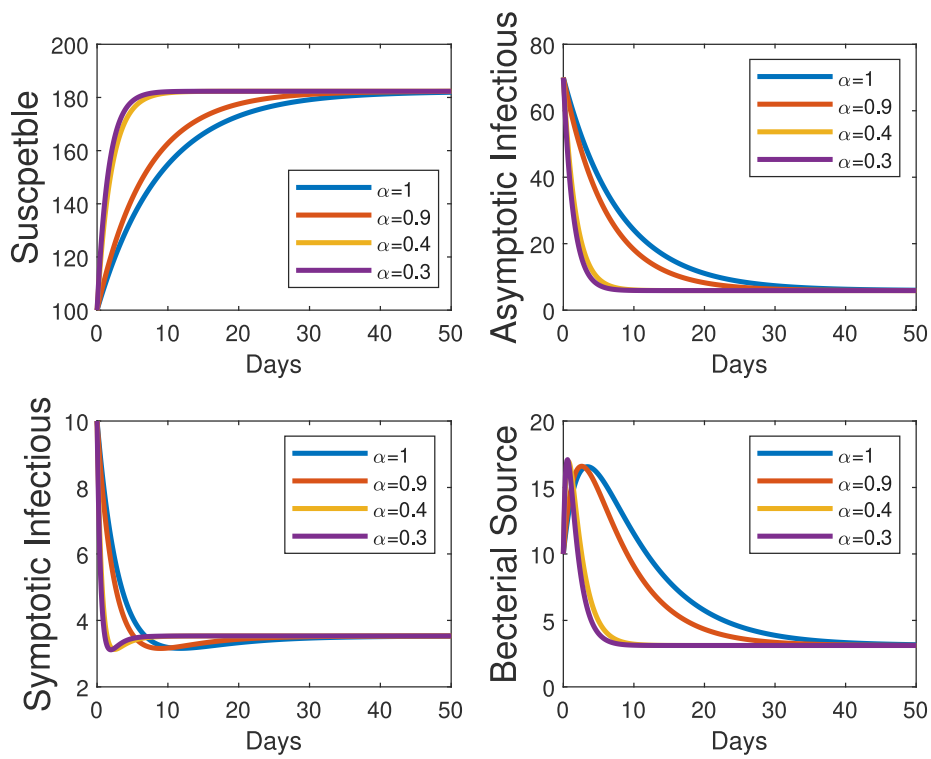 Suscpetble
200
180
160
140
120
100
0 10 20 30 40 50
Days
α=1
α=0.9
α=0.4
α=0.3
Asymptotic Infectious
80
60
40
20
0
0 10 20 30 40 50
Days
α=1
α=0.9
α=0.4
α=0.3
Symptotic Infectious
10
8
6
4
2
0 10 20 30 40 50
Days
α=1
α=0.9
α=0.4
α=0.3
Becterial Source
20
15
10
5
0
0 10 20 30 40 50
Days
α=1
α=0.9
α=0.4
α=0.3